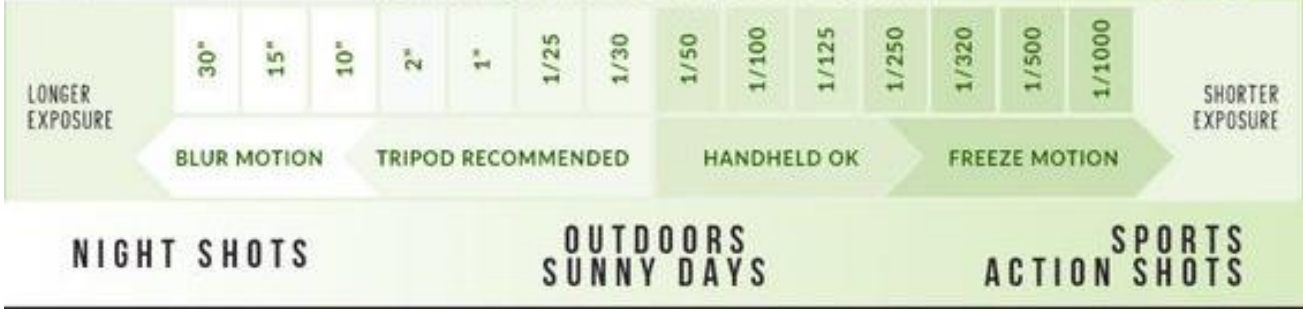 LONGER
EXPOSURE
30" 15" 10" 2" 1" 1/25 1/30 1/50 1/100 1/125 1/250 1/320 1/500 1/1000
SHORTER
EXPOSURE
BLUR MOTION TRIPOD RECOMMENDED HANDHELD OK FREEZE MOTION
NIGHT SHOTS
OUTDOORS
SUNNY DAYS
SPORTS
ACTION SHOTS